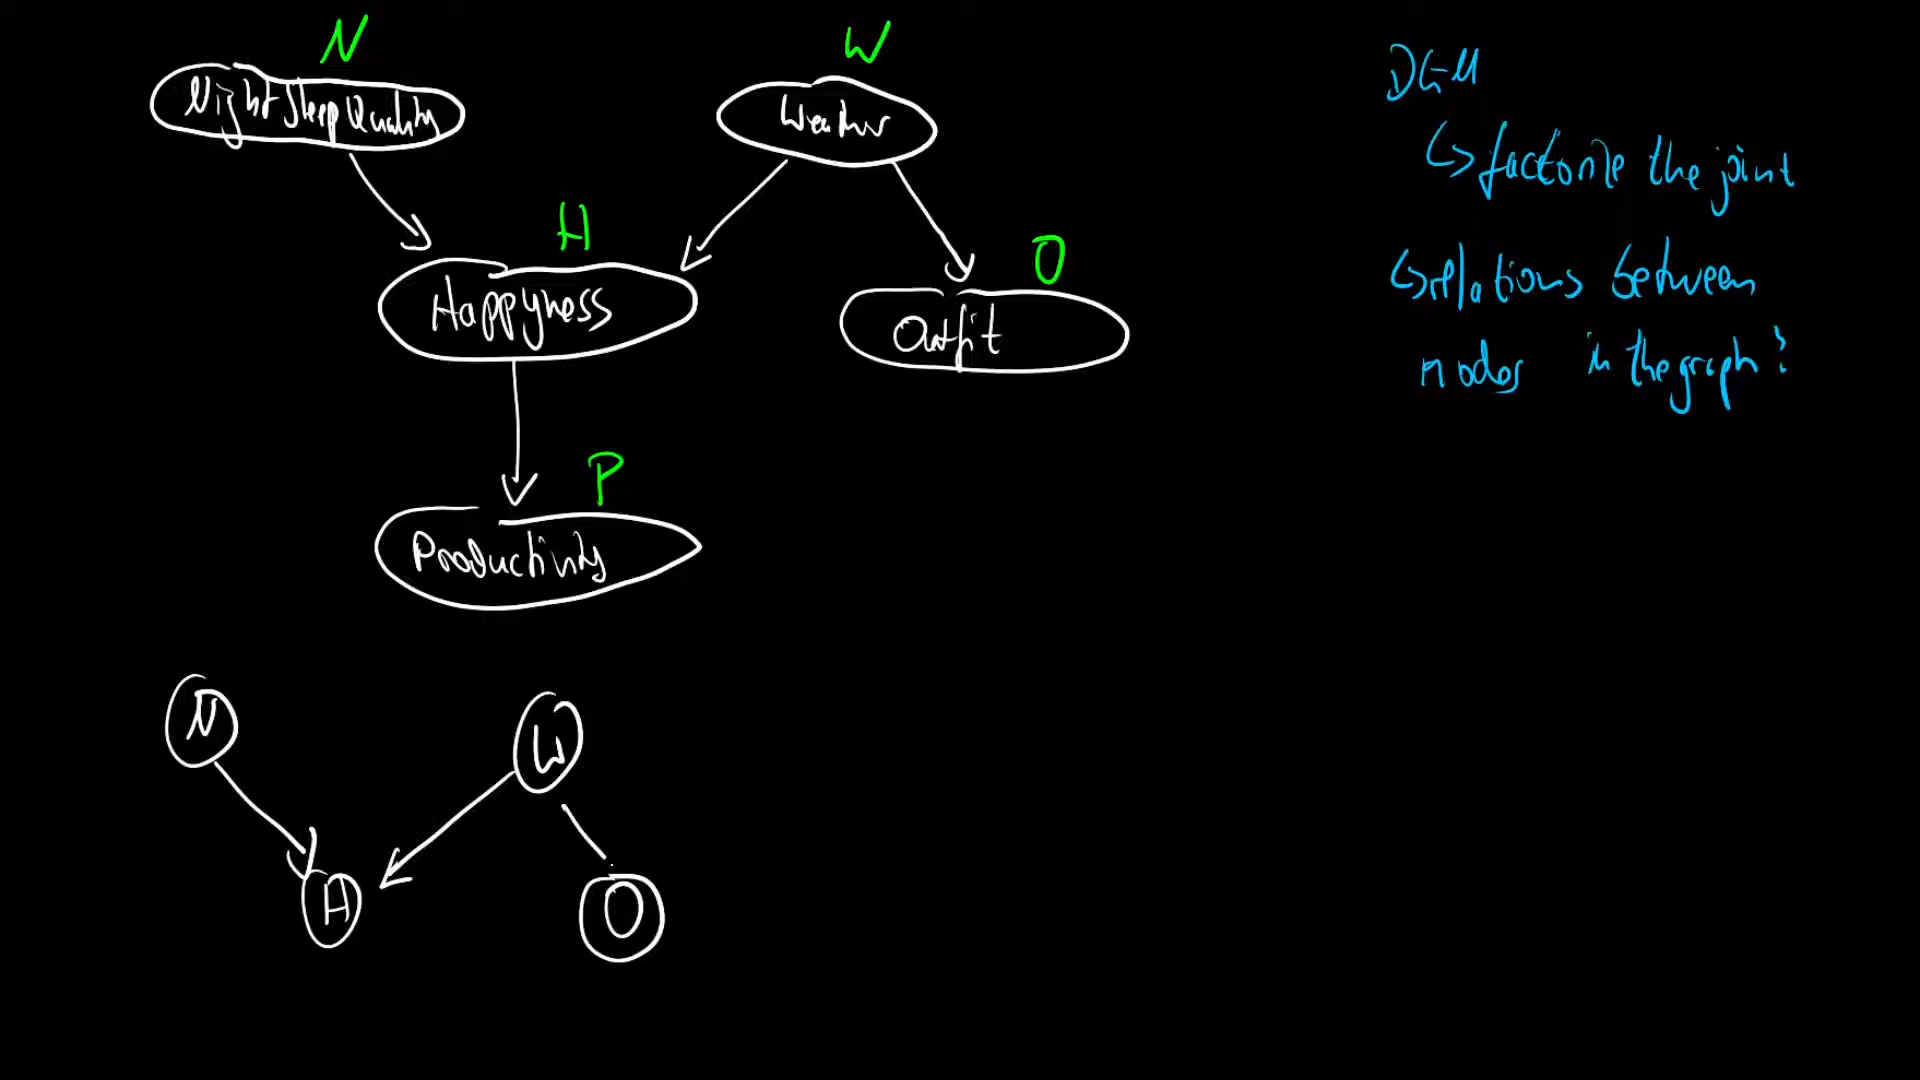 N
W
Night Sleep Quality
Weather
H
O
Happyness
Outfit
P
Productivity
DGM
↳ factorize the joint
↳ relations between
nodes in the graph?
N
W
H
O